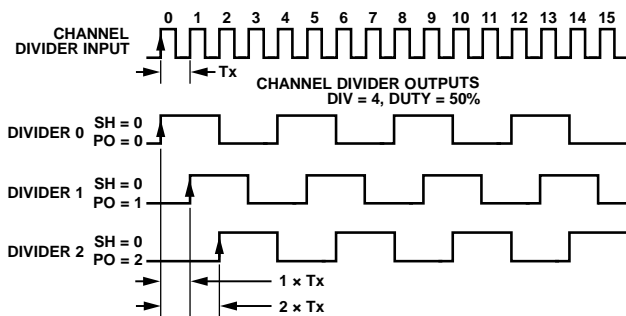 0 1 2 3 4 5 6 7 8 9 10 11 12 13 14 15
CHANNEL
DIVIDER INPUT
Tx
CHANNEL DIVIDER OUTPUTS
DIV = 4, DUTY = 50%
DIVIDER 0
SH = 0
PO = 0
DIVIDER 1
SH = 0
PO = 1
DIVIDER 2
SH = 0
PO = 2
1 × Tx
2 × Tx